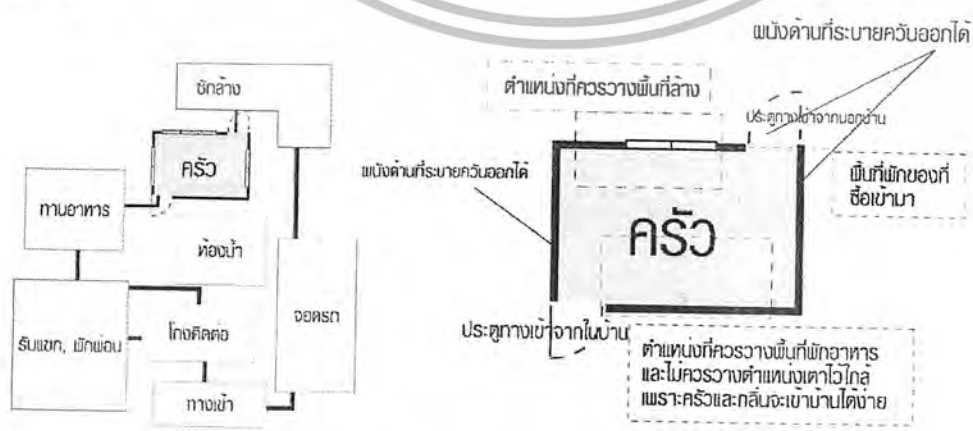 ซักล้าง
ครัว
ทานอาหาร
ห้องน้ำ
รับแขก, พักผ่อน
โถงติดต่อ
จอดรถ
ทางเข้า
ผนังด้านที่ระบายควันออกได้
ตำแหน่งที่ควรวางพื้นที่ล้าง
ประตูทางเข้าจากนอกบ้าน
ผนังด้านที่ระบายควันออกได้
พื้นที่พักของที่
ซื้อเข้ามา
ครัว
ประตูทางเข้าจากในบ้าน
ตำแหน่งที่ควรวางพื้นที่พักอาหาร
และไม่ควรวางตำแหน่งเตาไว้ใกล้
เพราะครัวและกลิ่นจะเข้าบ้านได้ง่าย